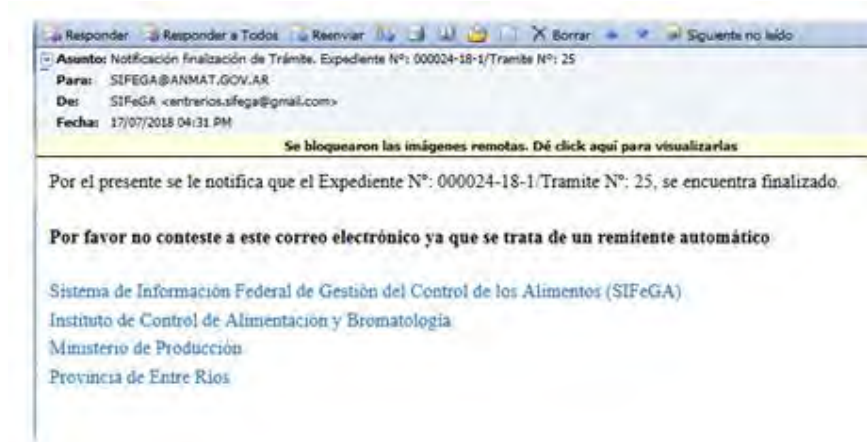 Responder Responder a Todos Reenviar Borrar Siguiente no leído
Asunto: Notificación finalización de Trámite. Expediente Nº: 000024-18-1/Tramite Nº: 25
Para: SIFEGA@ANMAT.GOV.AR
De: SIFeGA <entrerios.sifega@gmail.com>
Fecha: 17/07/2018 04:31 PM
Se bloquearon las imágenes remotas. Dé click aquí para visualizarlas
Por el presente se le notifica que el Expediente Nº: 000024-18-1/Tramite Nº: 25, se encuentra finalizado.
Por favor no conteste a este correo electrónico ya que se trata de un remitente automático
Sistema de Información Federal de Gestión del Control de los Alimentos (SIFeGA)
Instituto de Control de Alimentación y Bromatología
Ministerio de Producción
Provincia de Entre Ríos